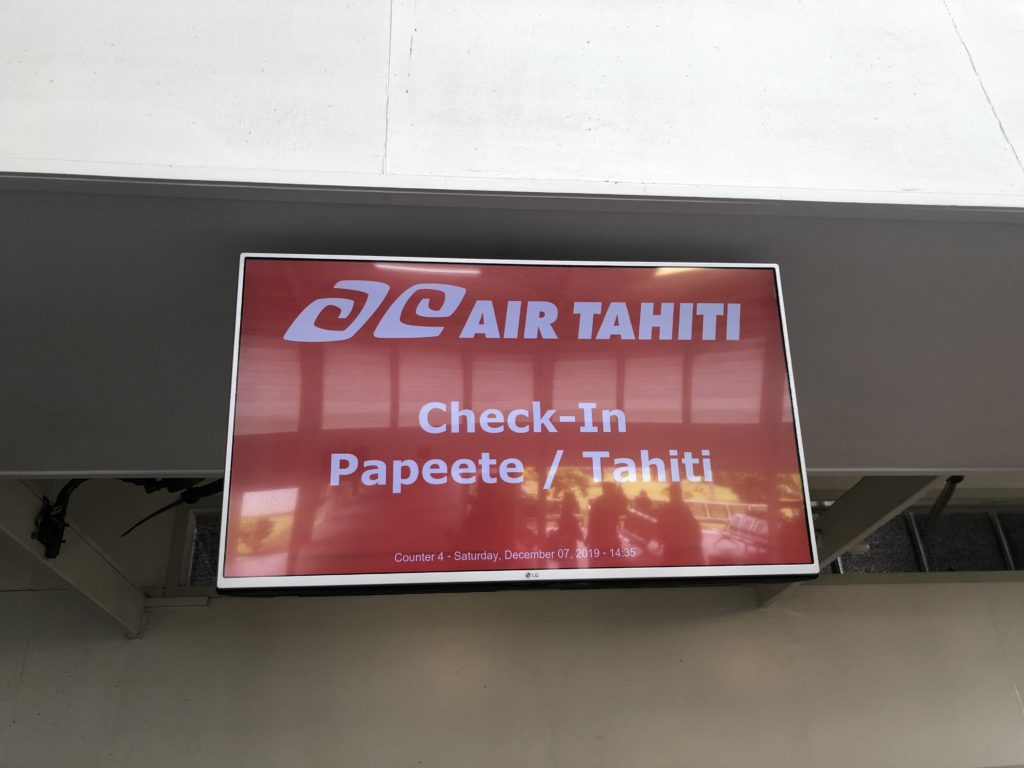 AIR TAHITI
Check-In
Papeete / Tahiti
Counter 4 - Saturday, December 07, 2019 - 14:35
LG